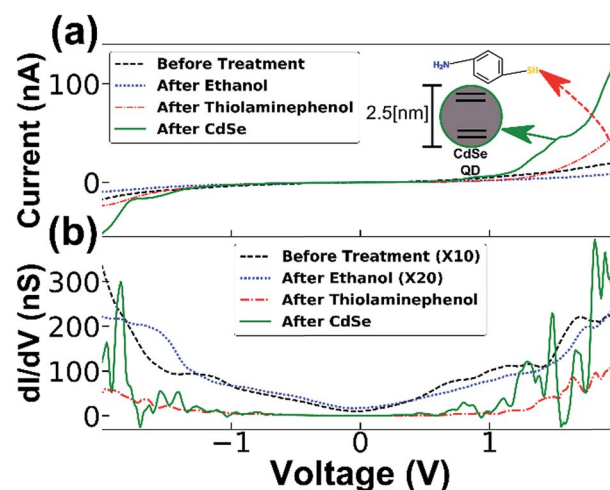 (a)
Current (nA)
100
0
Before Treatment
After Ethanol
After Thiolaminephenol
After CdSe
H₂N
SH
2.5[nm]
CdSe
QD
(b)
dI/dV (nS)
300
200
100
0
Before Treatment (X10)
After Ethanol (X20)
After Thiolaminephenol
After CdSe
−1
0
1
Voltage (V)